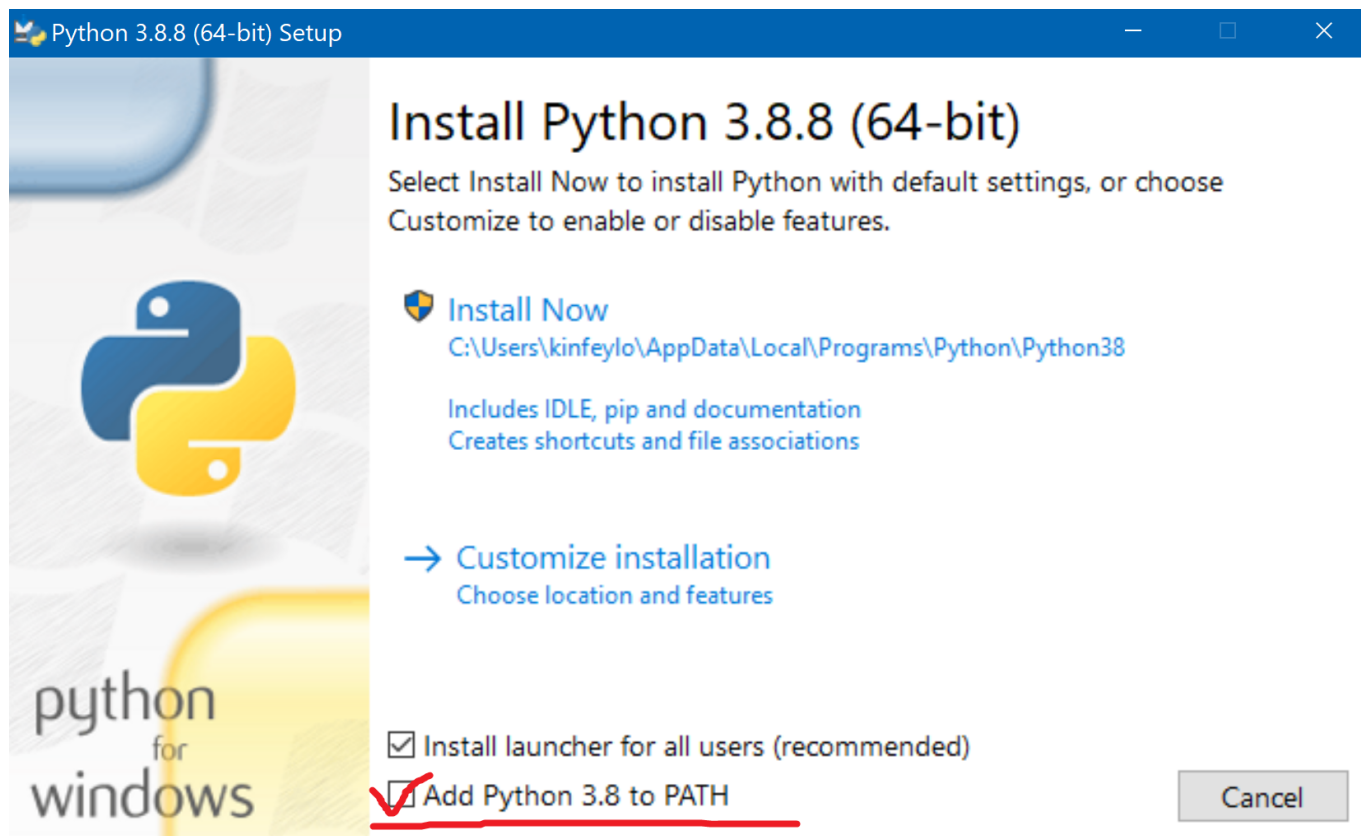 Python 3.8.8 (64-bit) Setup
Install Python 3.8.8 (64-bit)
Select Install Now to install Python with default settings, or choose
Customize to enable or disable features.
Install Now
C:\Users\kinfeylo\AppData\Local\Programs\Python\Python38
Includes IDLE, pip and documentation
Creates shortcuts and file associations
Customize installation
Choose location and features
python
for
windows
Install launcher for all users (recommended)
Add Python 3.8 to PATH
Cancel